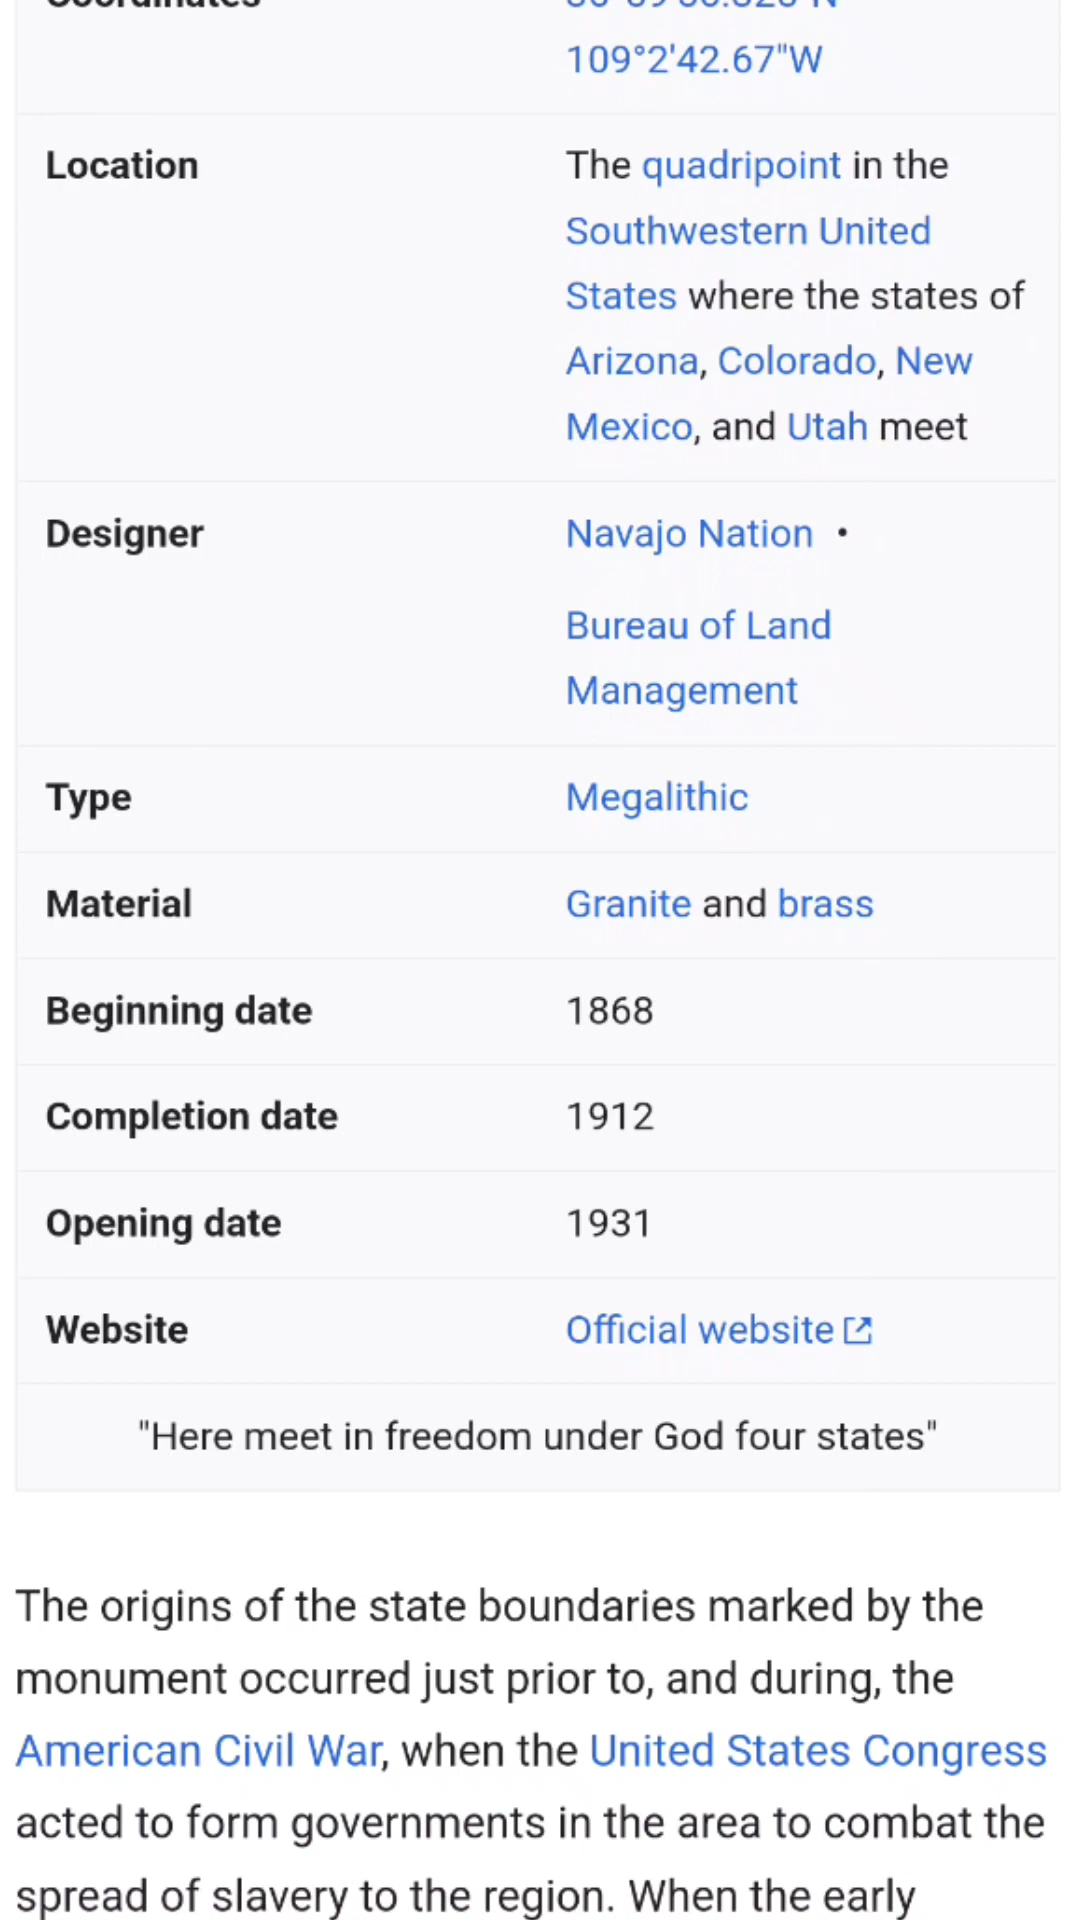 Coordinates
109°2'42.67"W
Location
The quadripoint in the
Southwestern United
States where the states of
Arizona, Colorado, New
Mexico, and Utah meet
Designer
Navajo Nation •
Bureau of Land
Management
Type
Megalithic
Material
Granite and brass
Beginning date
1868
Completion date
1912
Opening date
1931
Website
Official website
"Here meet in freedom under God four states"
The origins of the state boundaries marked by the
monument occurred just prior to, and during, the
American Civil War, when the United States Congress
acted to form governments in the area to combat the
spread of slavery to the region. When the early